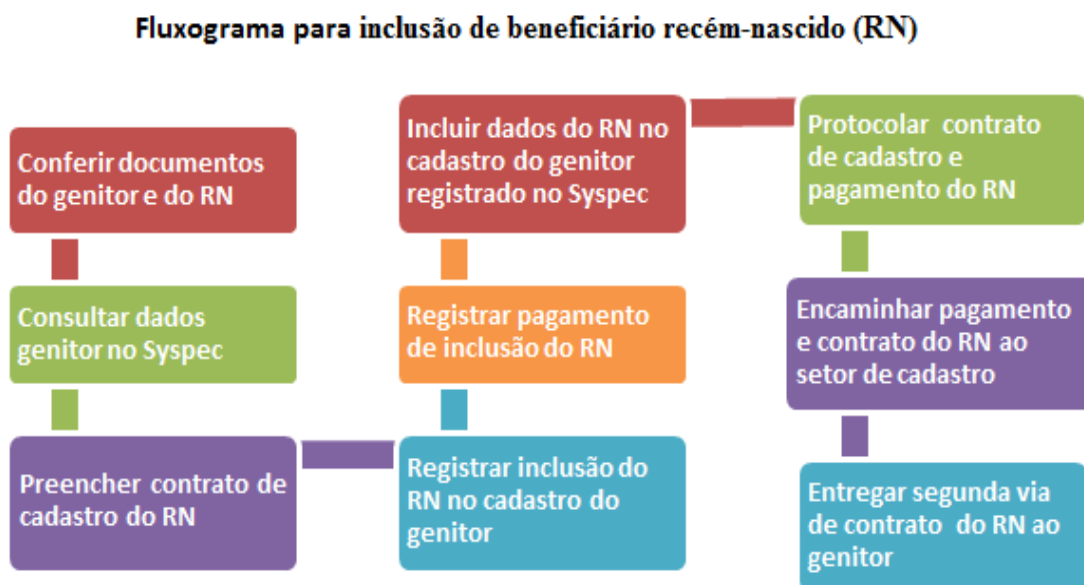 Fluxograma para inclusão de beneficiário recém-nascido (RN)
Conferir documentos
do genitor e do RN
Consultar dados
genitor no Syspec
Preencher contrato de
cadastro do RN
Registrar inclusão do
RN no cadastro do
genitor
Registrar pagamento
de inclusão do RN
Incluir dados do RN no
cadastro do genitor
registrado no Syspec
Protocolar contrato
de cadastro e
pagamento do RN
Encaminhar pagamento
e contrato do RN ao
setor de cadastro
Entregar segunda via
de contrato do RN ao
genitor